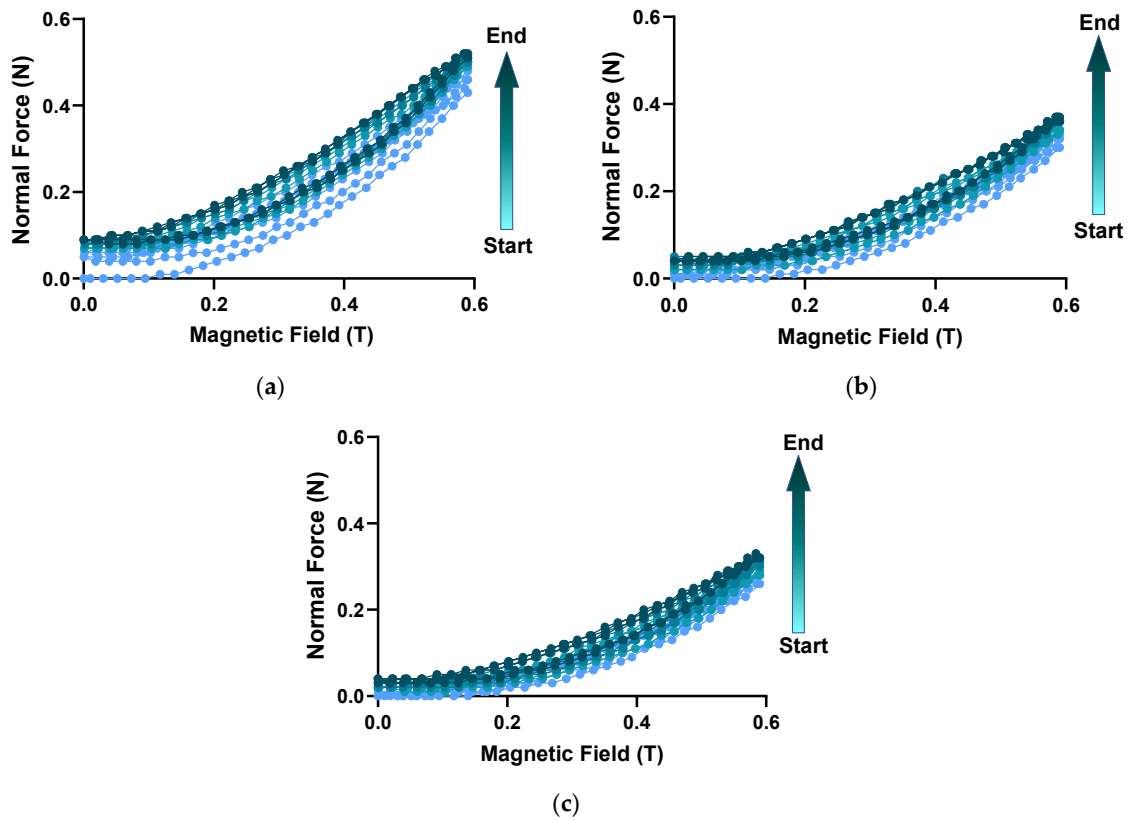 Normal Force (N)
0.6
0.4
0.2
0.0
0.0 0.2 0.4 0.6
Magnetic Field (T)
End
Start
(a)
Normal Force (N)
0.6
0.4
0.2
0.0
0.0 0.2 0.4 0.6
Magnetic Field (T)
End
Start
(b)
Normal Force (N)
0.6
0.4
0.2
0.0
0.0 0.2 0.4 0.6
Magnetic Field (T)
End
Start
(c)